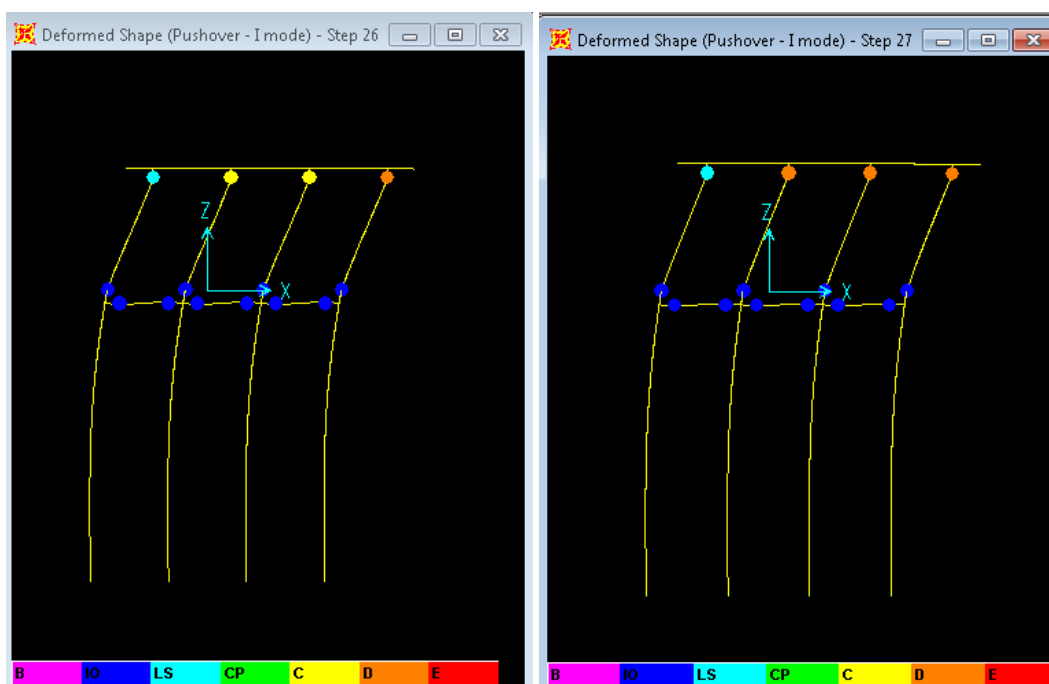 Deformed Shape (Pushover - I mode) - Step 26
Z
X
B IO LS CP C D E
Deformed Shape (Pushover - I mode) - Step 27
Z
X
B IO LS CP C D E